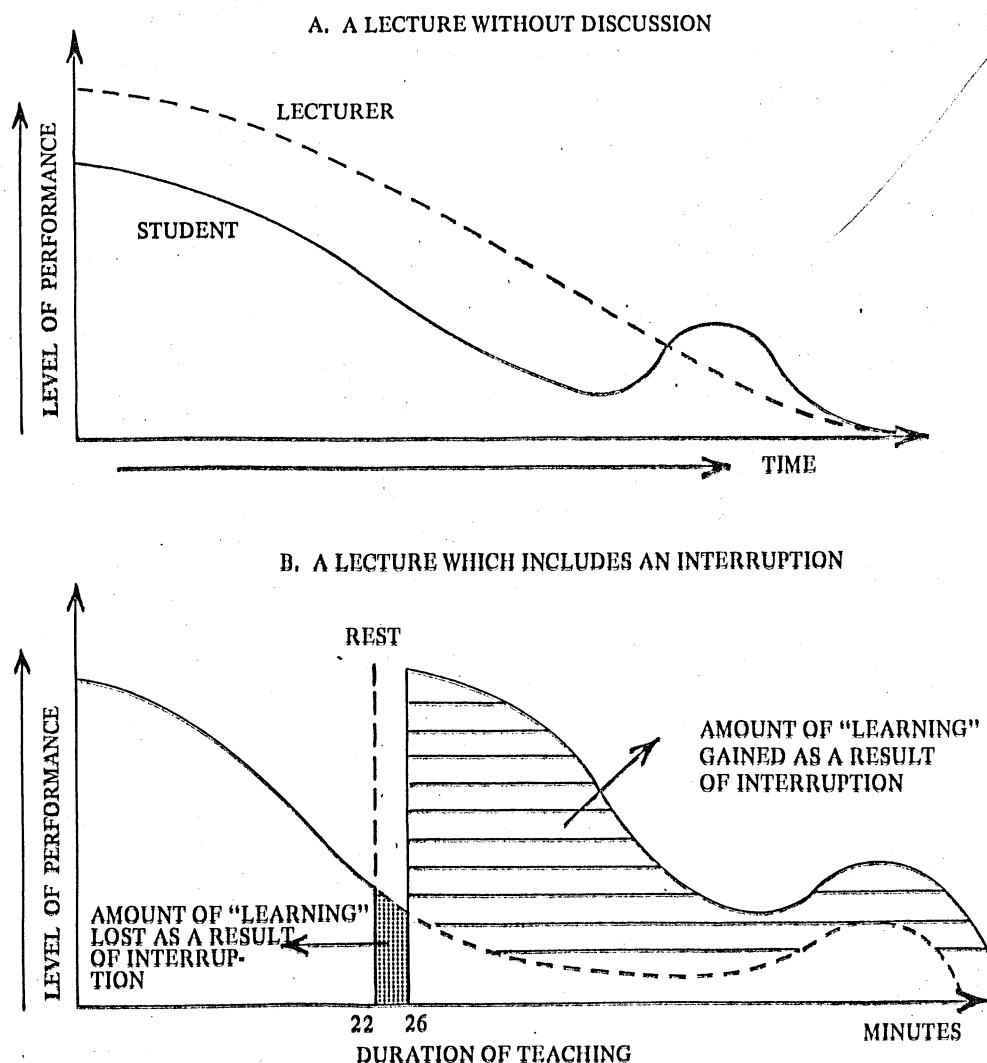 A. A LECTURE WITHOUT DISCUSSION
LECTURER
STUDENT
LEVEL OF PERFORMANCE
TIME
B. A LECTURE WHICH INCLUDES AN INTERRUPTION
REST
LEVEL OF PERFORMANCE
AMOUNT OF "LEARNING"
GAINED AS A RESULT
OF INTERRUPTION
AMOUNT OF "LEARNING"
LOST AS A RESULT
OF INTERRUP-
TION
22 26
MINUTES
DURATION OF TEACHING